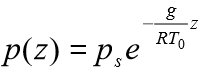 p(z) = p_s e^{-\frac{g}{RT_0}z}